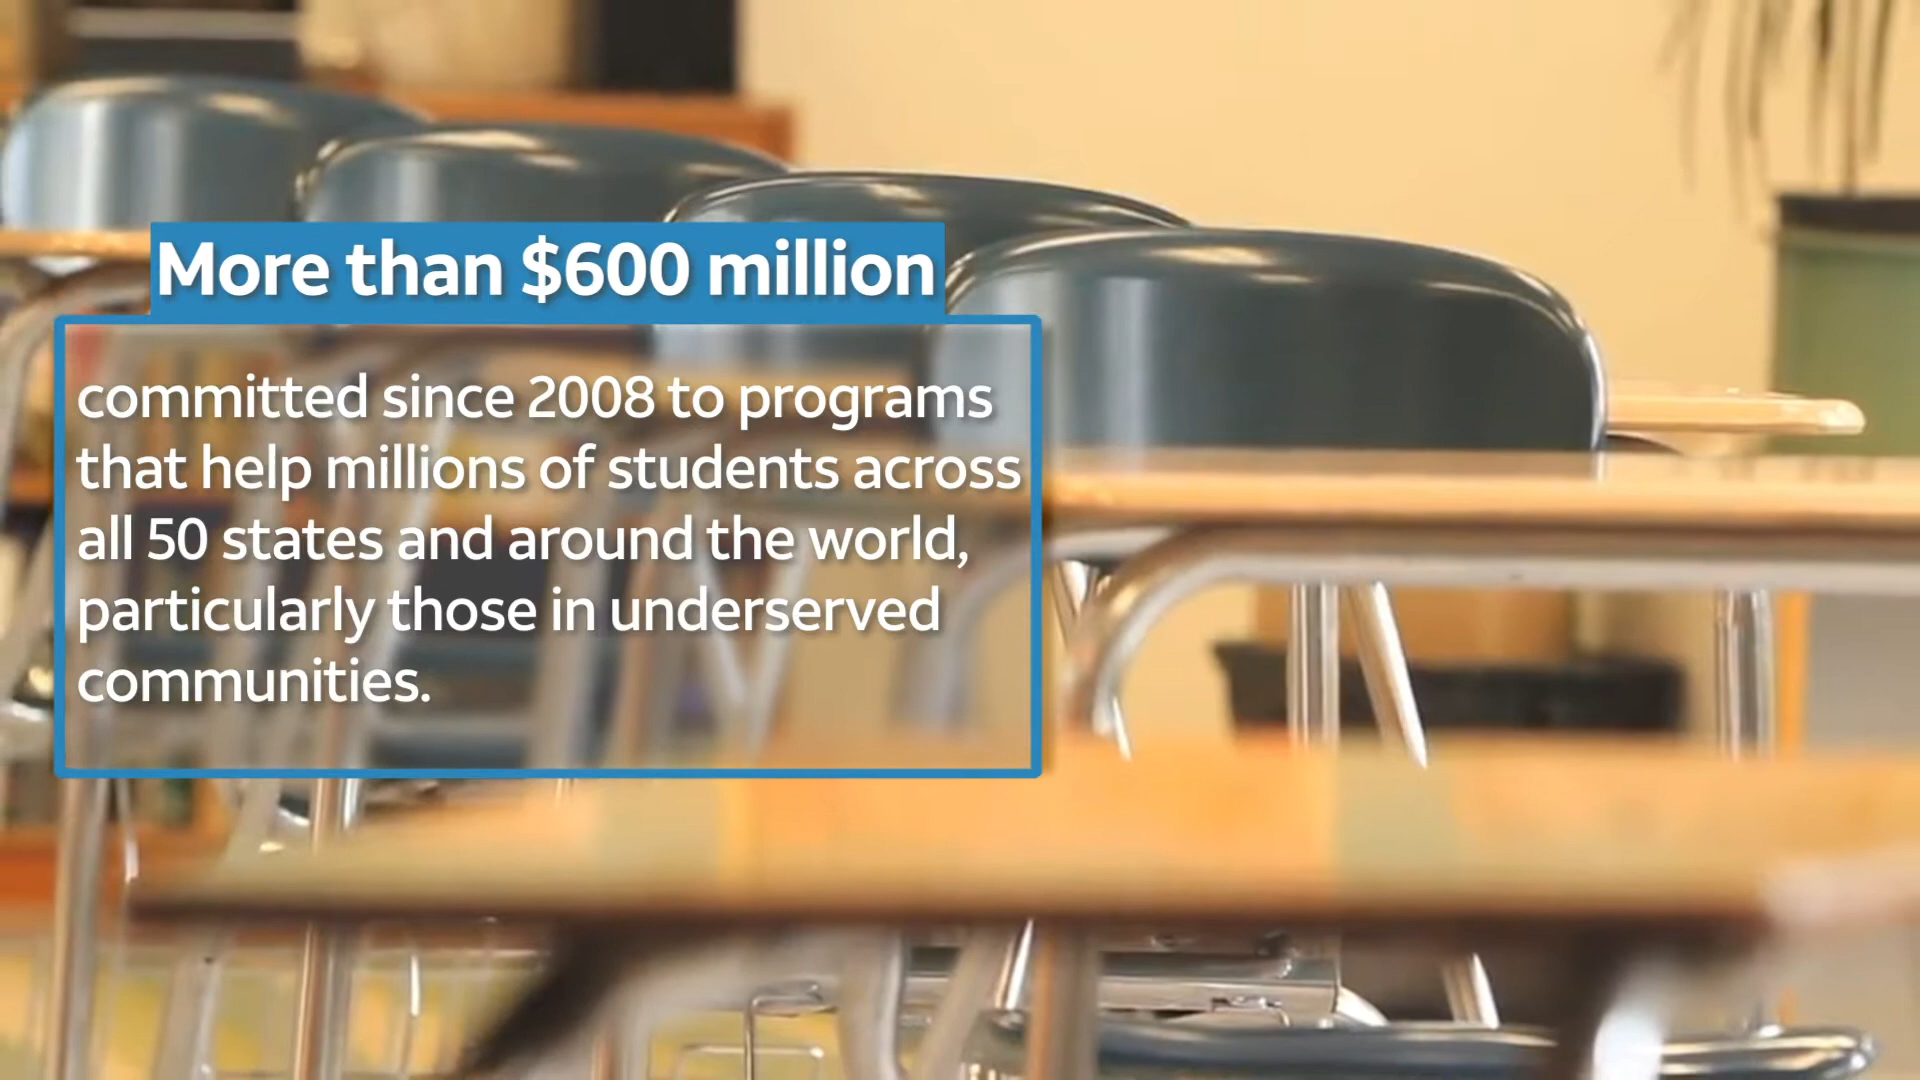 More than $600 million
committed since 2008 to programs
that help millions of students across
all 50 states and around the world,
particularly those in underserved
communities.